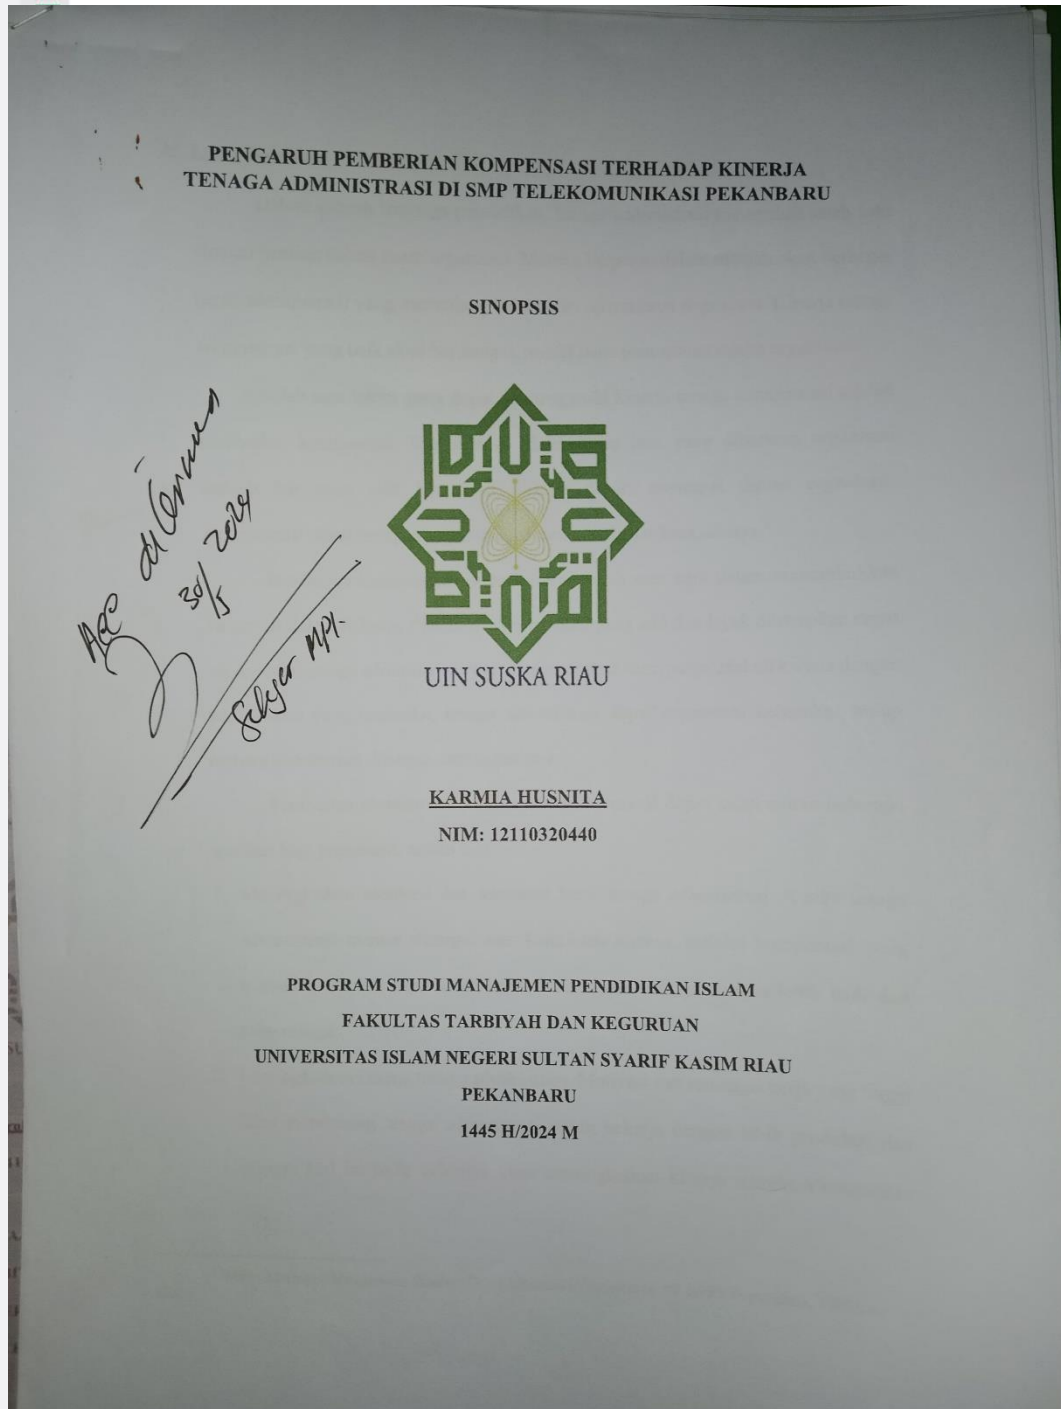 PENGARUH PEMBERIAN KOMPENSASI TERHADAP KINERJA
TENAGA ADMINISTRASI DI SMP TELEKOMUNIKASI PEKANBARU
SINOPSIS
Acc diterima
30/5 2024
MPI
UIN SUSKA RIAU
KARMIA HUSNITA
NIM: 12110320440
PROGRAM STUDI MANAJEMEN PENDIDIKAN ISLAM
FAKULTAS TARBIYAH DAN KEGURUAN
UNIVERSITAS ISLAM NEGERI SULTAN SYARIF KASIM RIAU
PEKANBARU
1445 H/2024 M